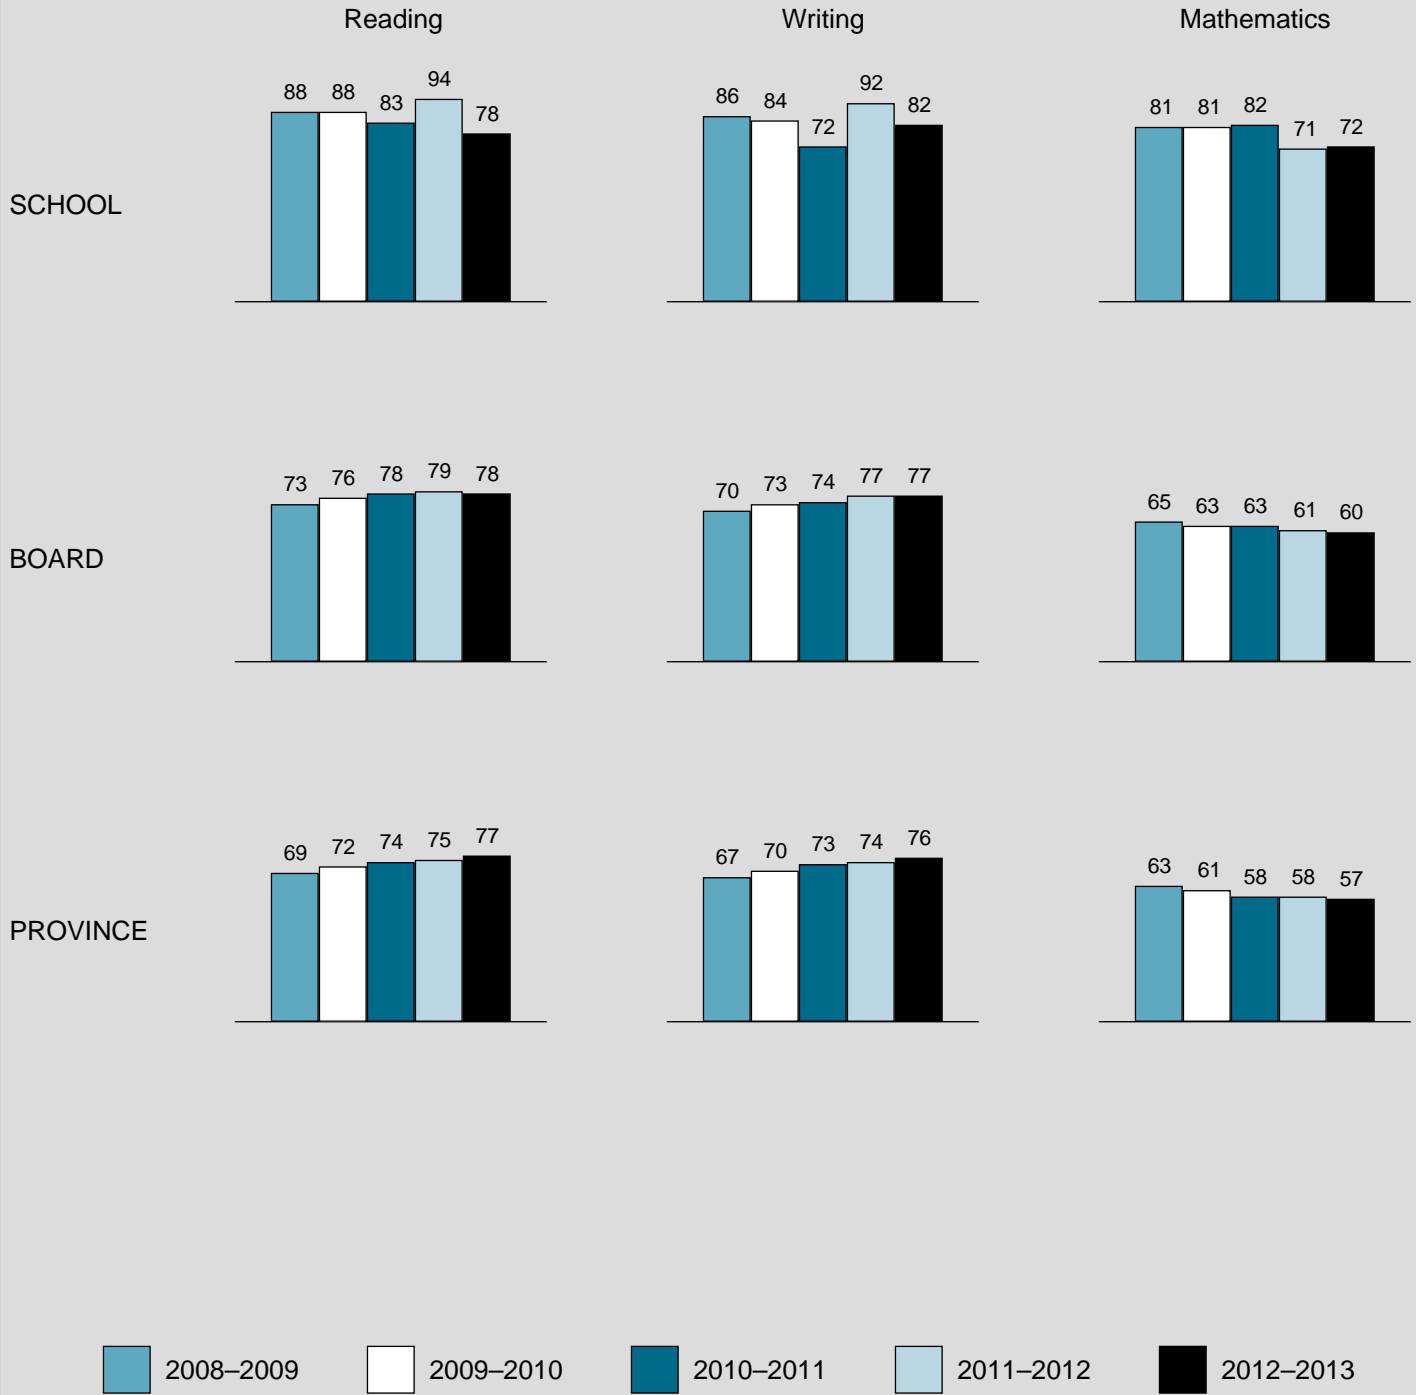 Reading Writing Mathematics
88 88 83 94 78
86 84 72 92 82
81 81 82 71 72
SCHOOL
73 76 78 79 78
70 73 74 77 77
65 63 63 61 60
BOARD
69 72 74 75 77
67 70 73 74 76
63 61 58 58 57
PROVINCE
2008–2009 2009–2010 2010–2011 2011–2012 2012–2013